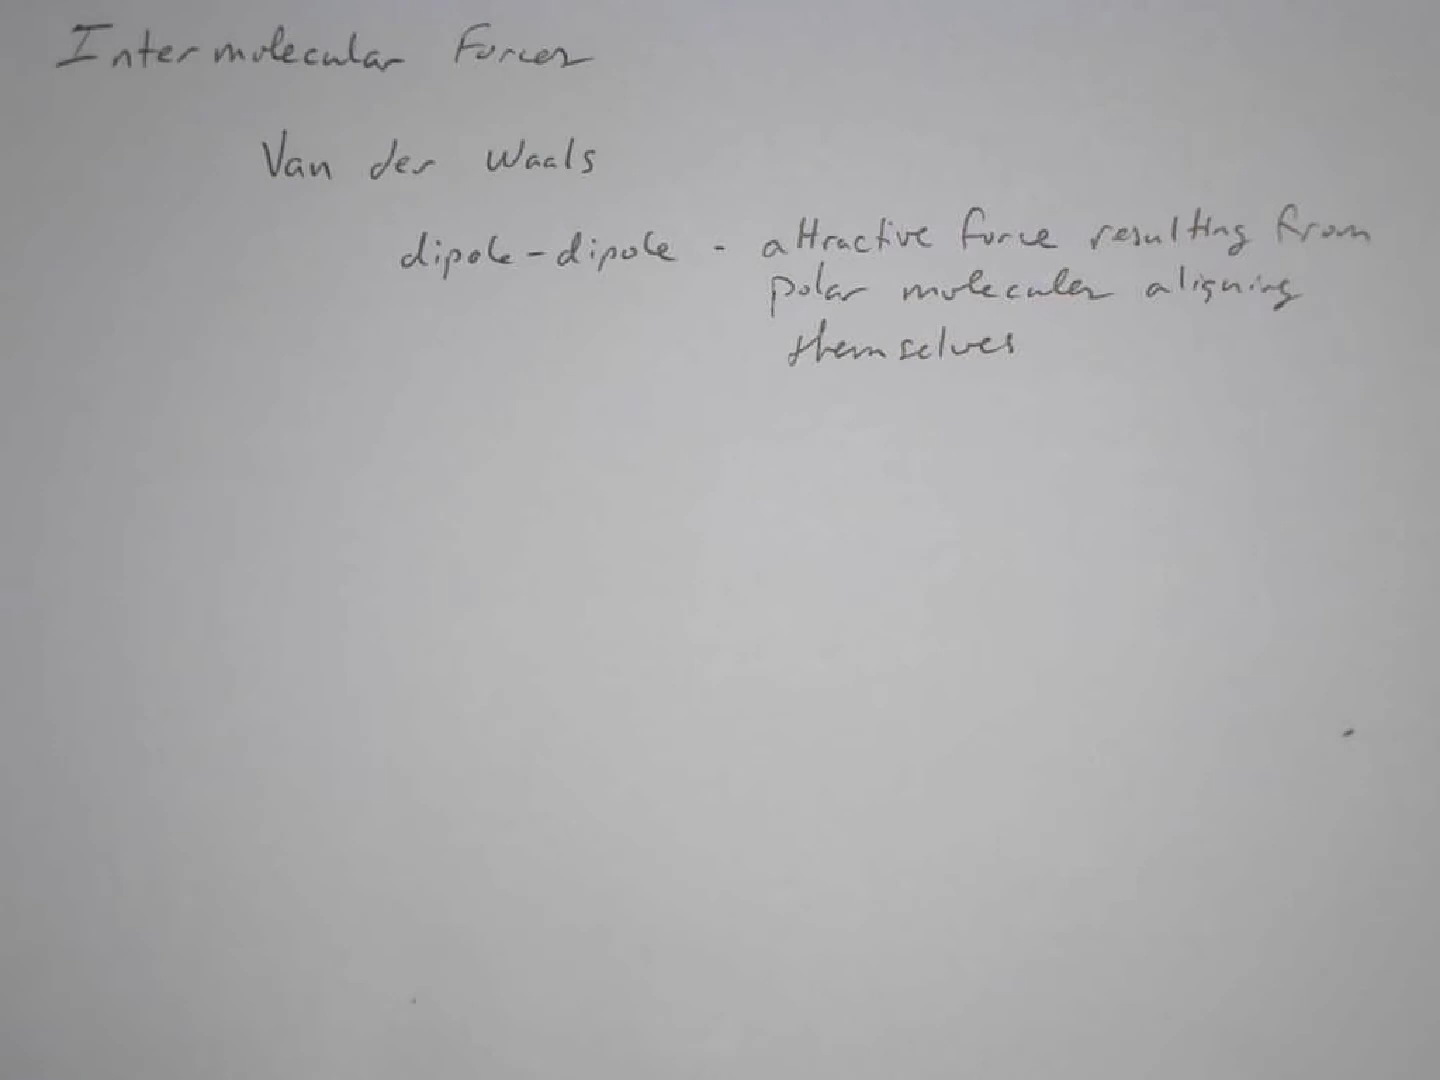 Intermolecular Forces
Van der Waals
dipole-dipole - attractive force resulting from
polar molecules aligning
themselves